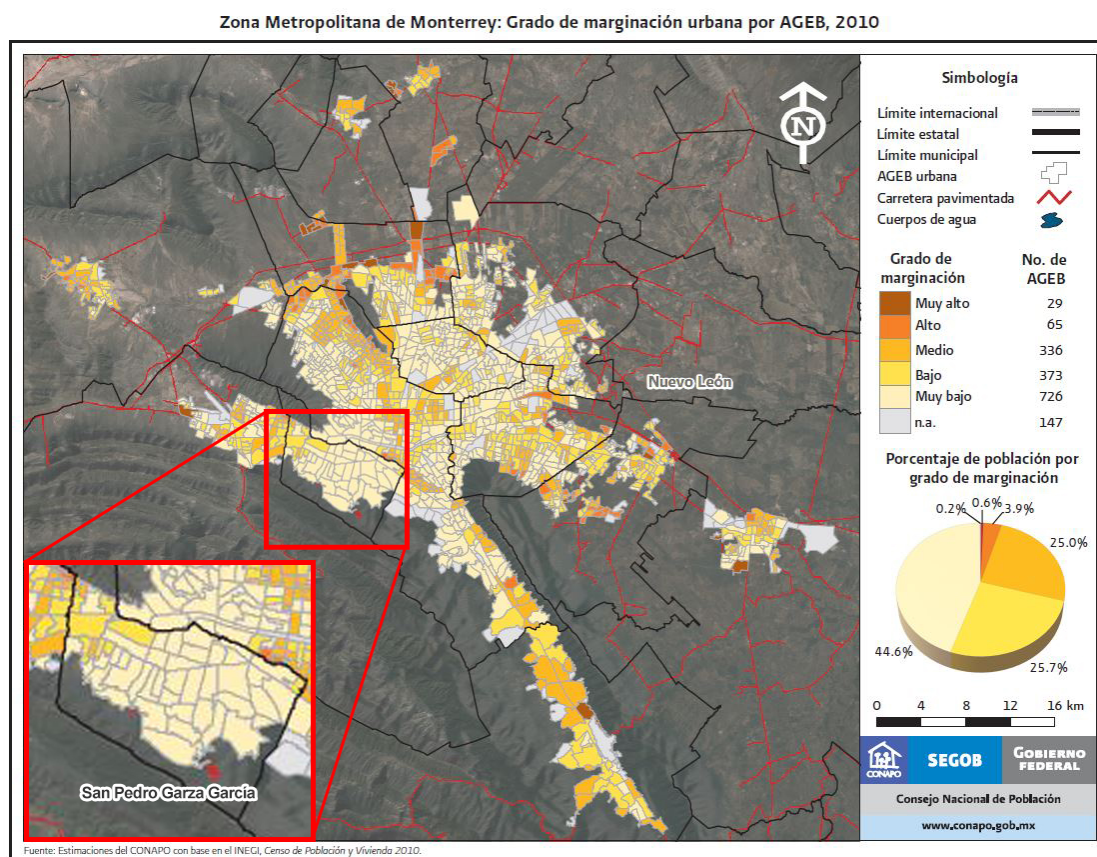 Zona Metropolitana de Monterrey: Grado de marginación urbana por AGEB, 2010
N
Nuevo León
San Pedro Garza García
Simbología
Límite internacional
Límite estatal
Límite municipal
AGEB urbana
Carretera pavimentada
Cuerpos de agua
Grado de marginación
No. de AGEB
Muy alto 29
Alto 65
Medio 336
Bajo 373
Muy bajo 726
n.a. 147
Porcentaje de población por
grado de marginación
0.6%
0.2%
3.9%
25.0%
44.6%
25.7%
0 4 8 12 16 km
CONAPO
SEGOB
GOBIERNO
FEDERAL
Consejo Nacional de Población
www.conapo.gob.mx
Fuente: Estimaciones del CONAPO con base en el INEGI, Censo de Población y Vivienda 2010.